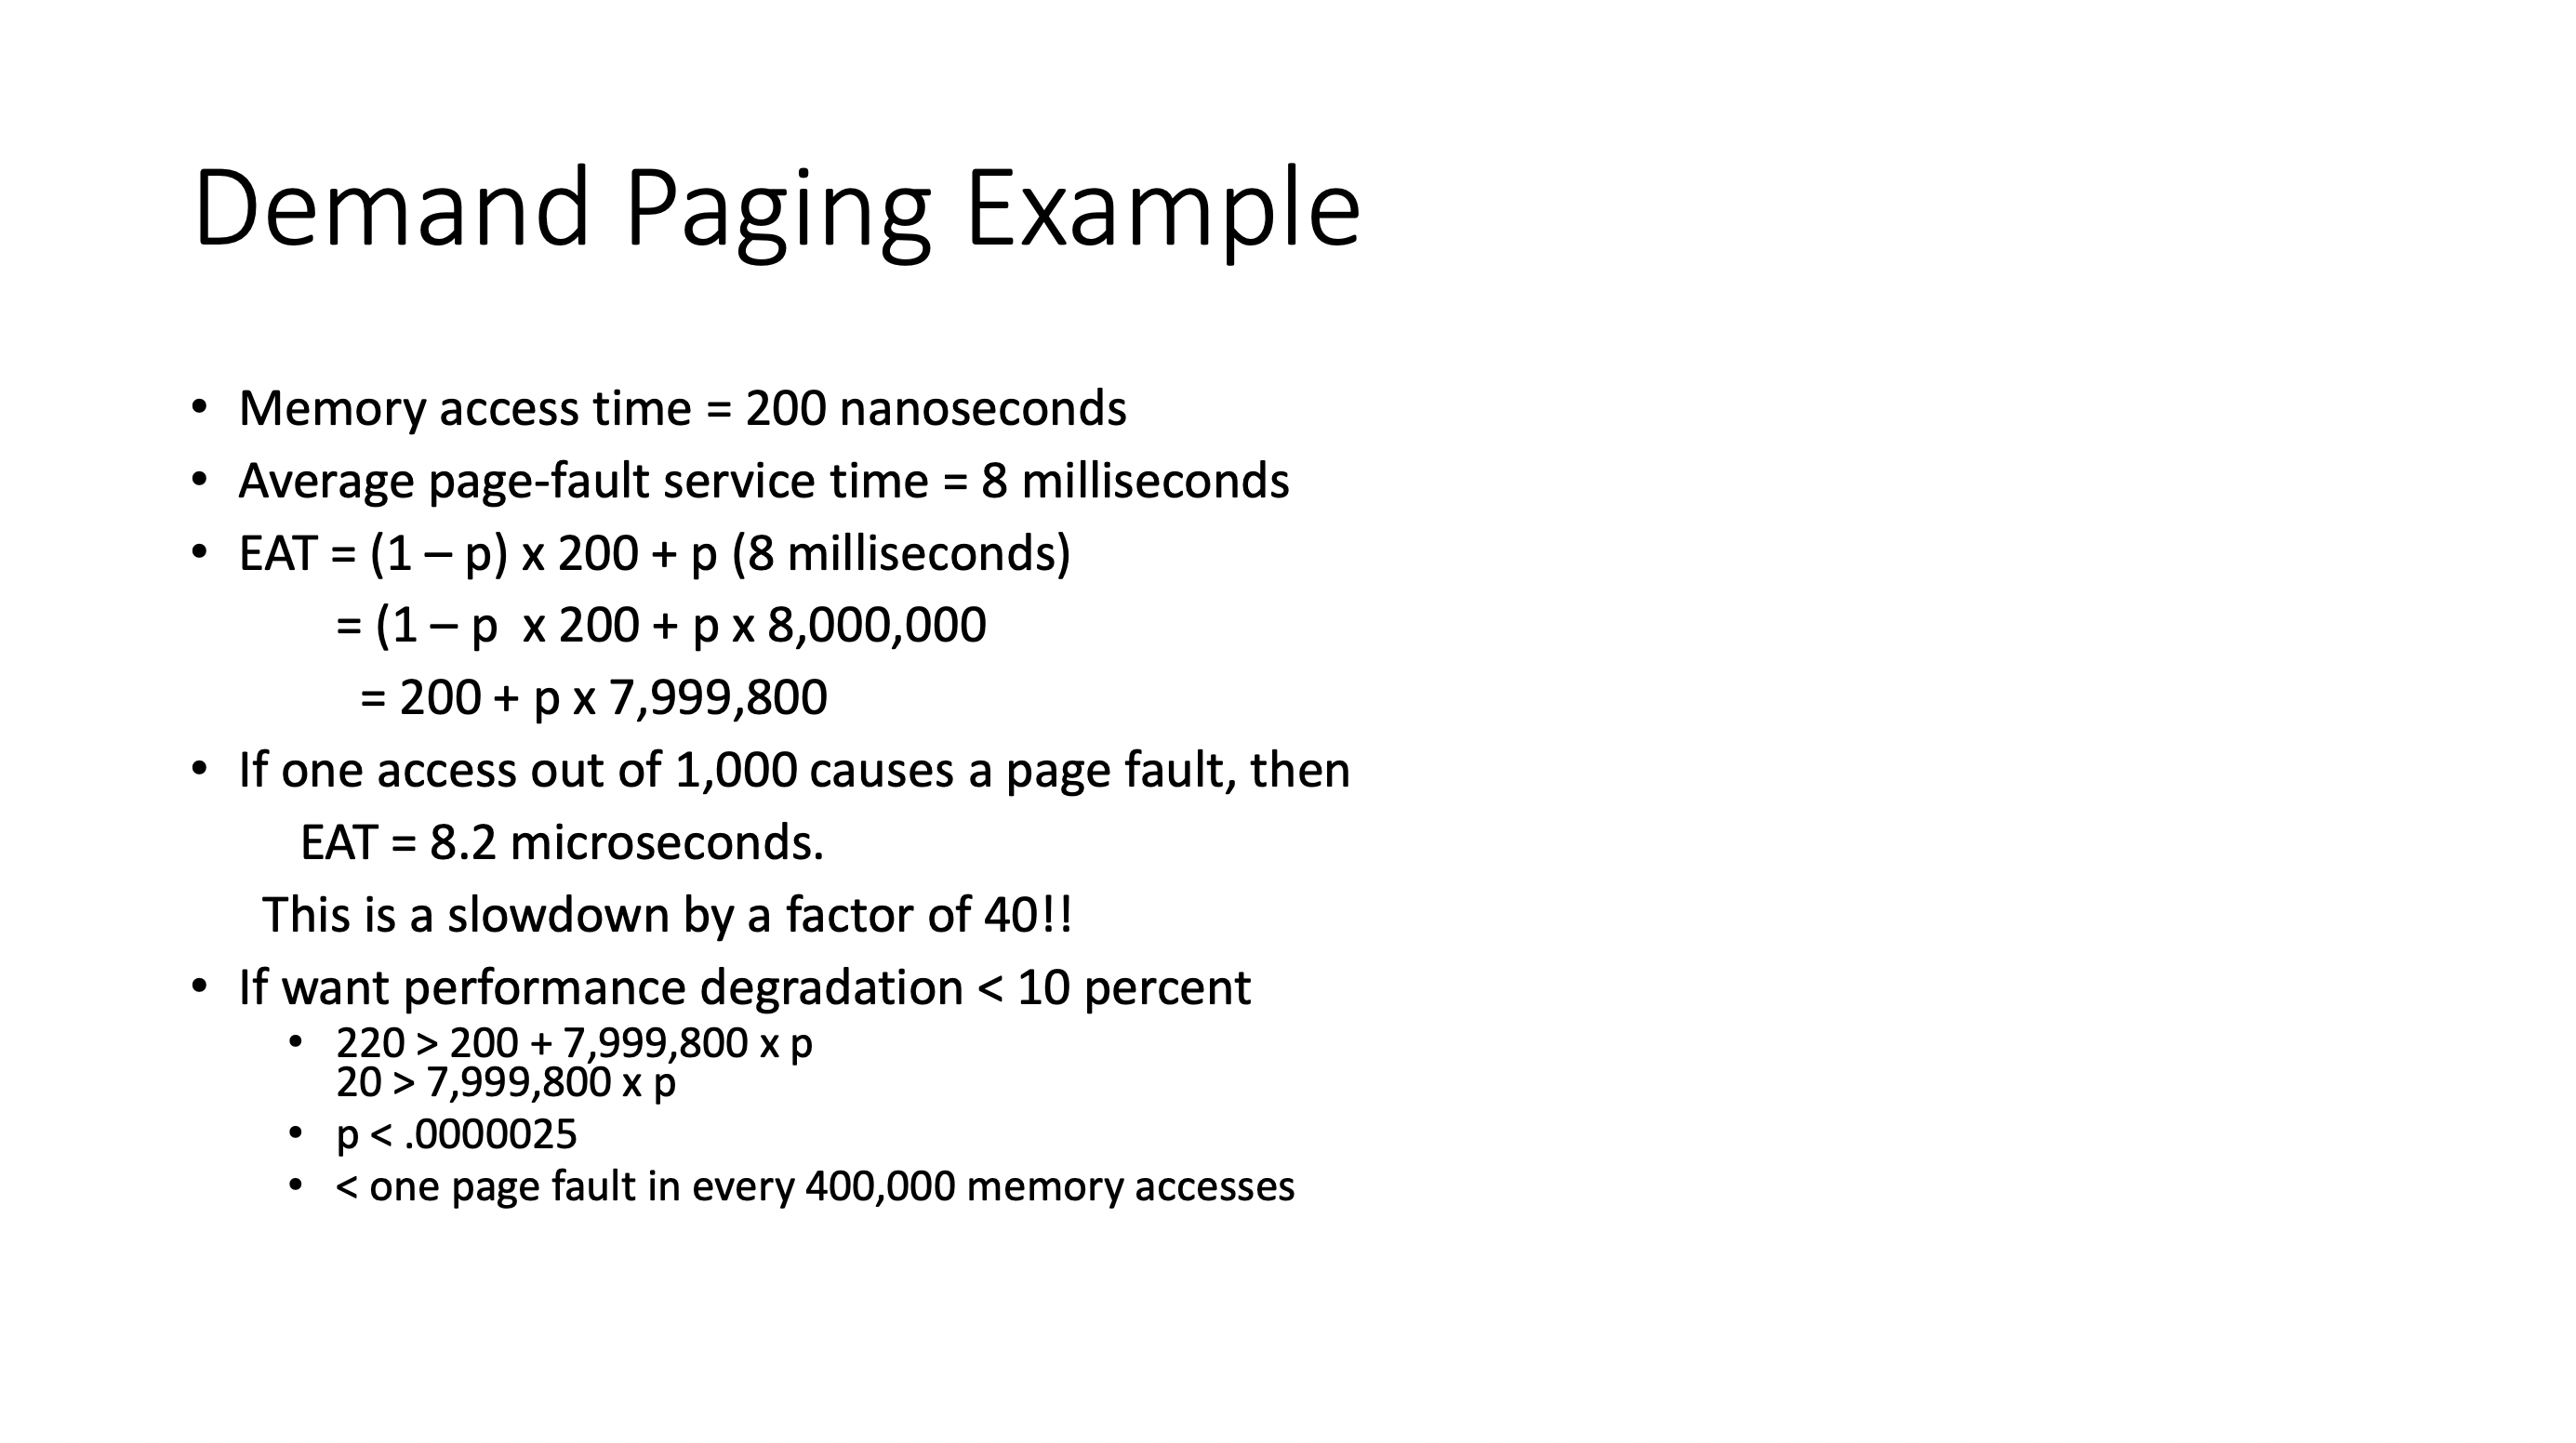 Demand Paging Example
• Memory access time = 200 nanoseconds
• Average page-fault service time = 8 milliseconds
• EAT = (1 – p) x 200 + p (8 milliseconds)
= (1 – p  x 200 + p x 8,000,000
= 200 + p x 7,999,800
• If one access out of 1,000 causes a page fault, then
EAT = 8.2 microseconds.
This is a slowdown by a factor of 40!!
• If want performance degradation < 10 percent
• 220 > 200 + 7,999,800 x p
20 > 7,999,800 x p
• p < .0000025
• < one page fault in every 400,000 memory accesses